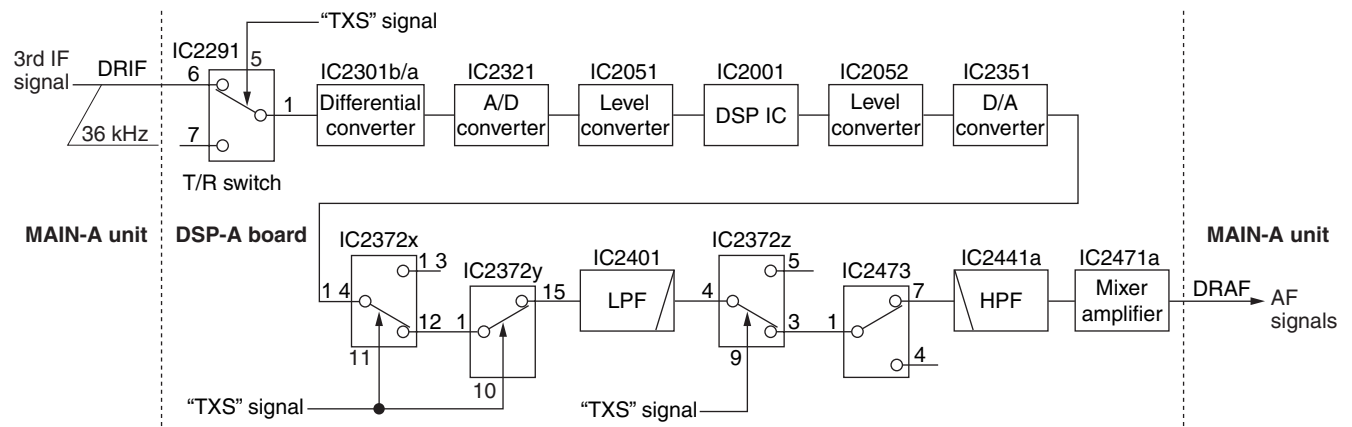 "TXS" signal
IC2291
5
3rd IF
signal
DRIF
6
1
7
36 kHz
T/R switch
IC2301b/a
Differential
converter
IC2321
A/D
converter
IC2051
Level
converter
IC2001
DSP IC
IC2052
Level
converter
IC2351
D/A
converter
MAIN-A unit
DSP-A board
MAIN-A unit
IC2372x
1 3
1 4
12
11
IC2372y
1
15
10
IC2401
LPF
IC2372z
5
4
3
9
IC2473
7
1
4
IC2441a
HPF
IC2471a
Mixer
amplifier
DRAF
AF
signals
"TXS" signal
"TXS" signal